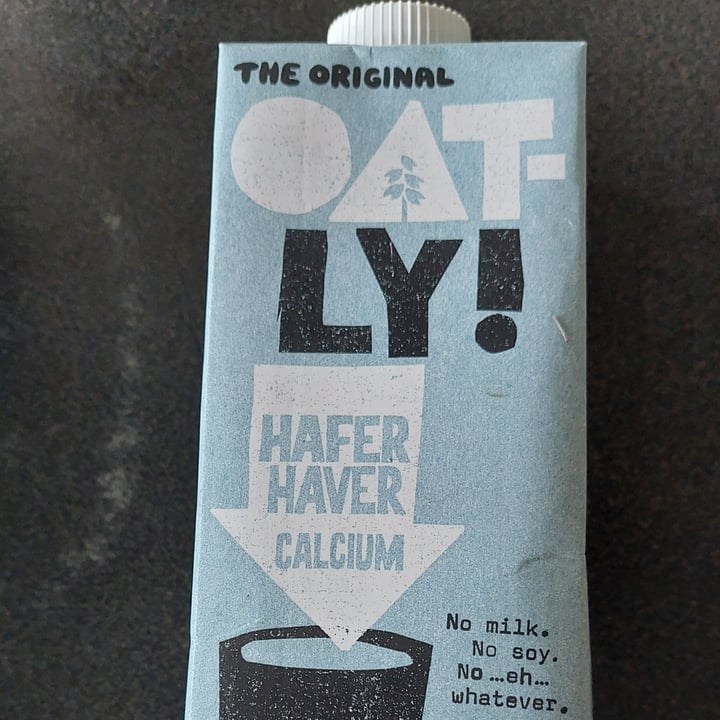 THE ORIGINAL
OAT-
LY!
HAFER
HAVER
CALCIUM
No milk.
No soy.
No …eh…
whatever.